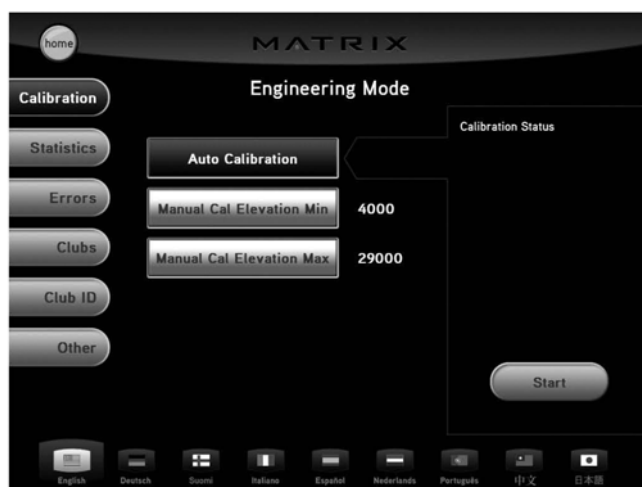 home
MATRIX
Engineering Mode
Calibration
Statistics
Errors
Clubs
Club ID
Other
Auto Calibration
Manual Cal Elevation Min 4000
Manual Cal Elevation Max 29000
Calibration Status
Start
English Deutsch Suomi Italiano Español Nederlands Português 中文 日本語